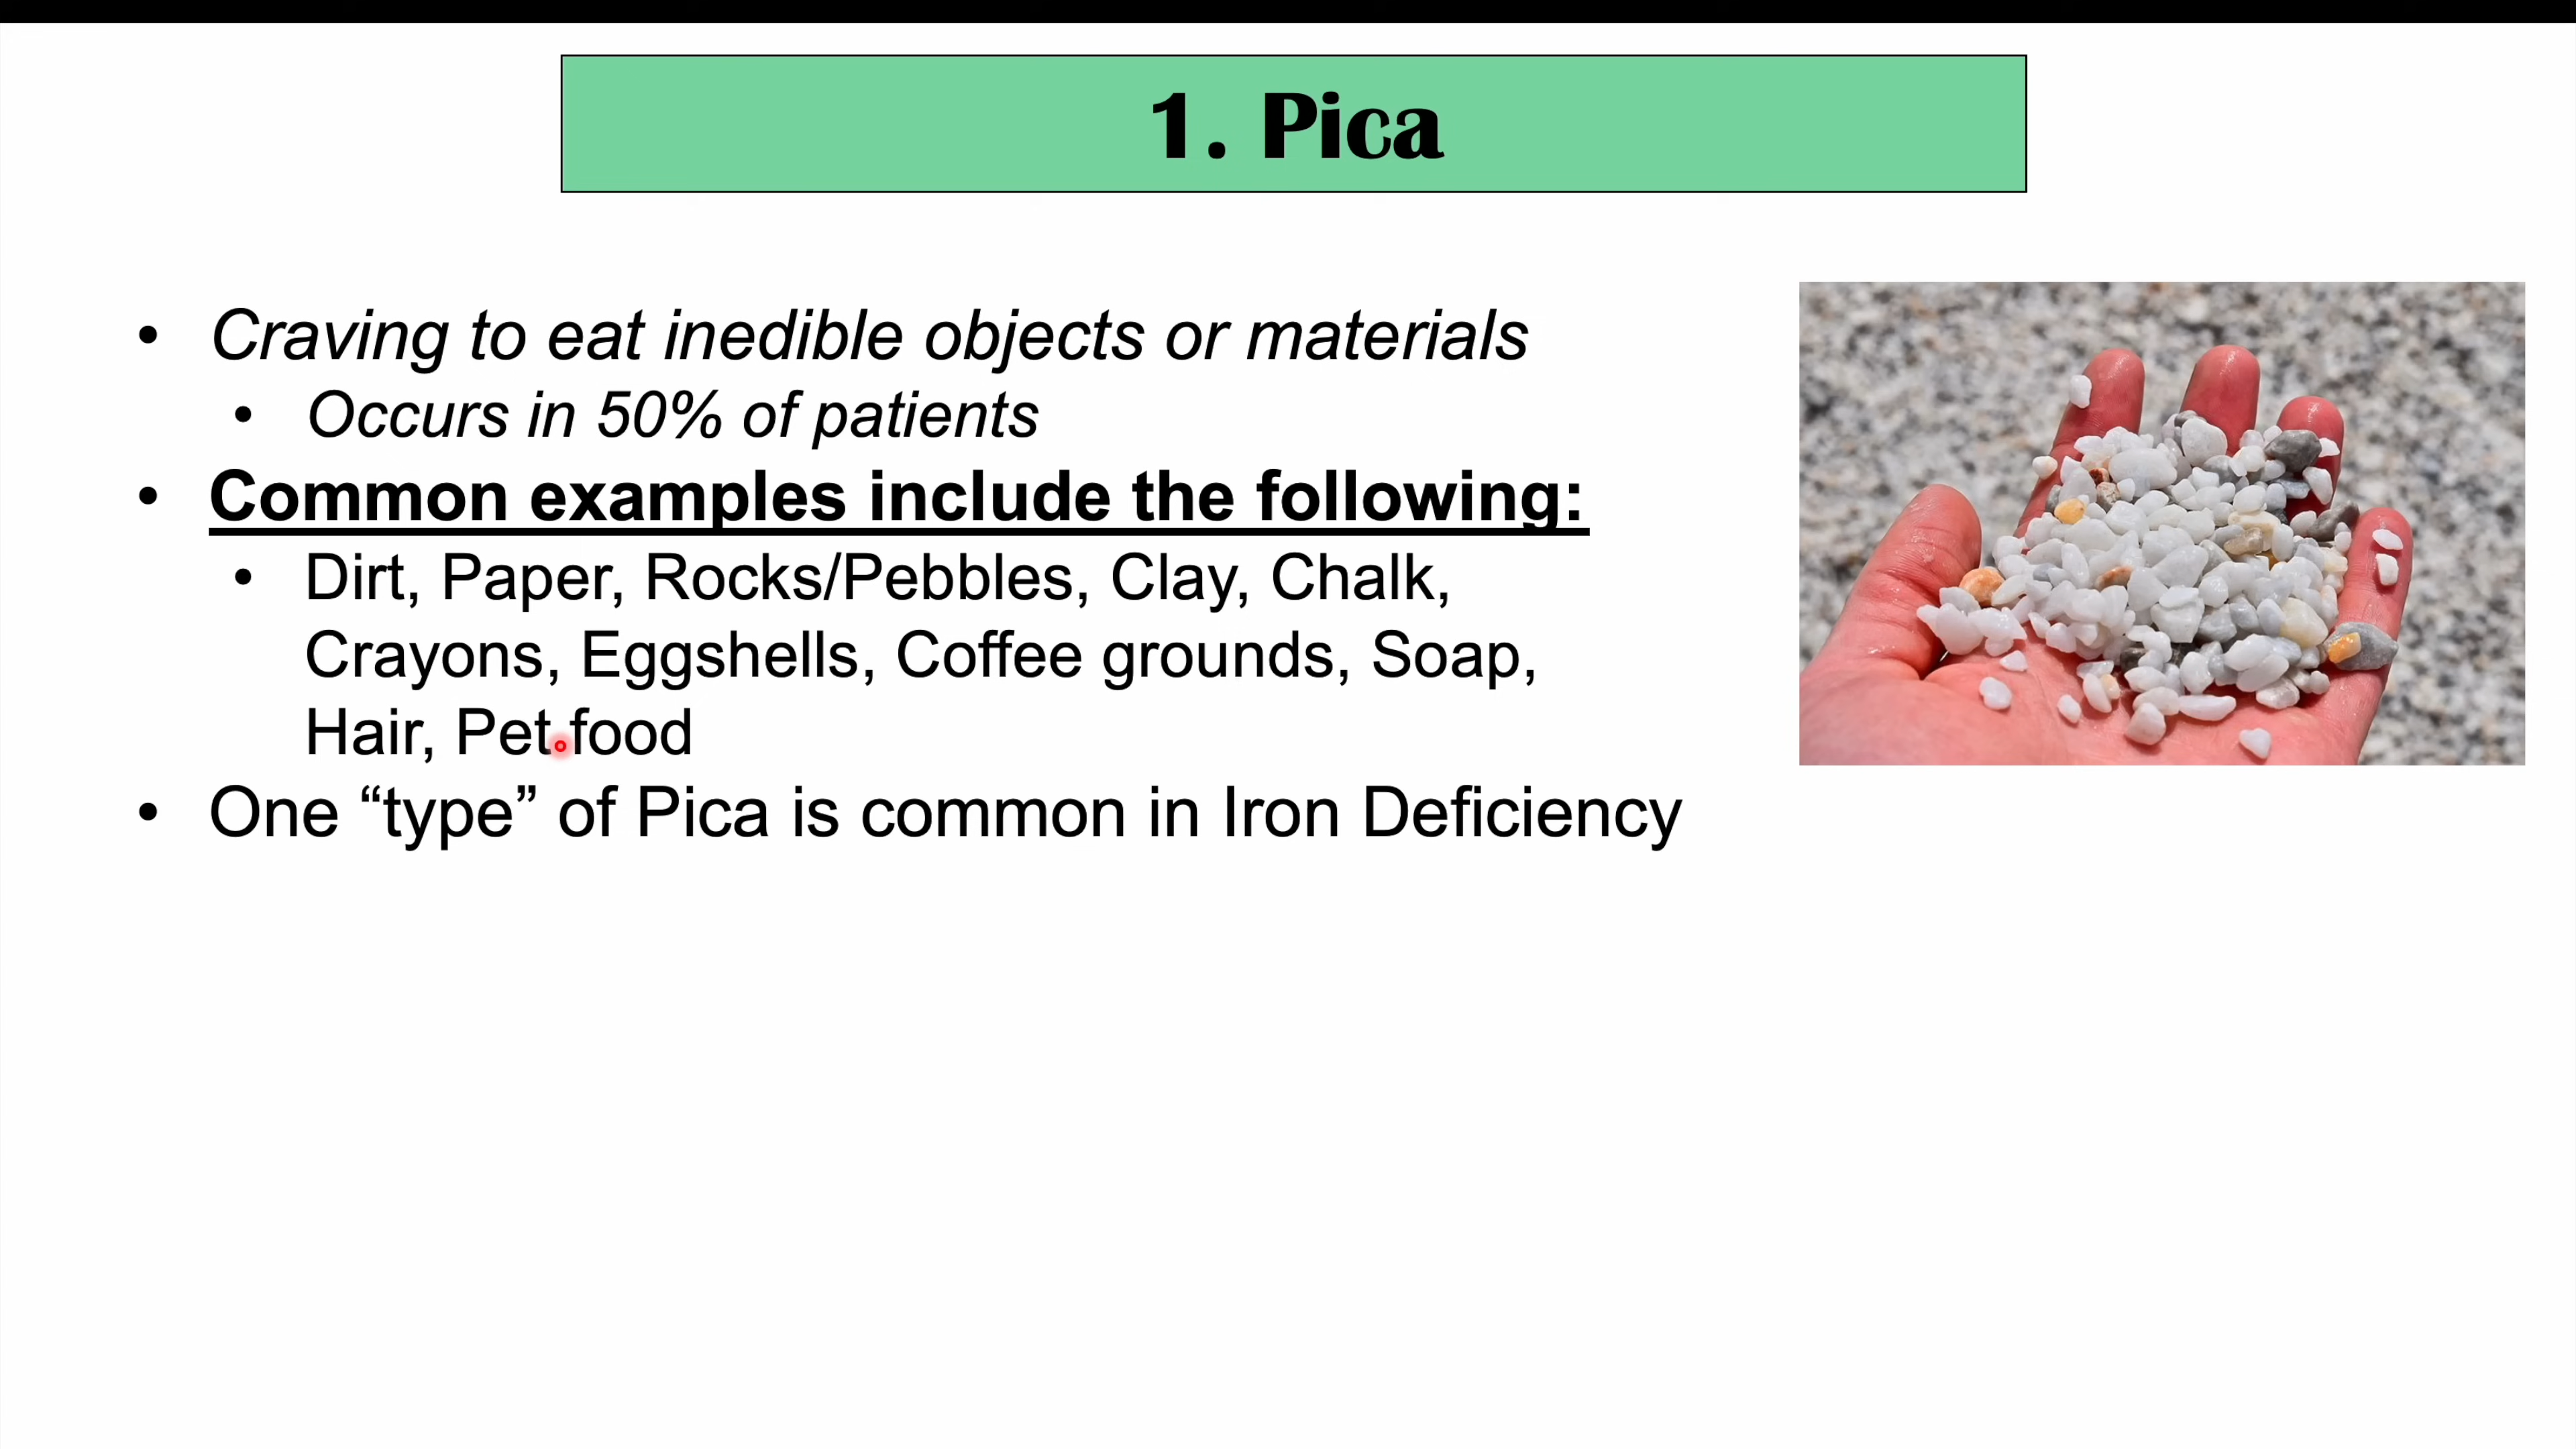 1. Pica
• Craving to eat inedible objects or materials
• Occurs in 50% of patients
• Common examples include the following:
• Dirt, Paper, Rocks/Pebbles, Clay, Chalk,
Crayons, Eggshells, Coffee grounds, Soap,
Hair, Pet food
• One “type” of Pica is common in Iron Deficiency